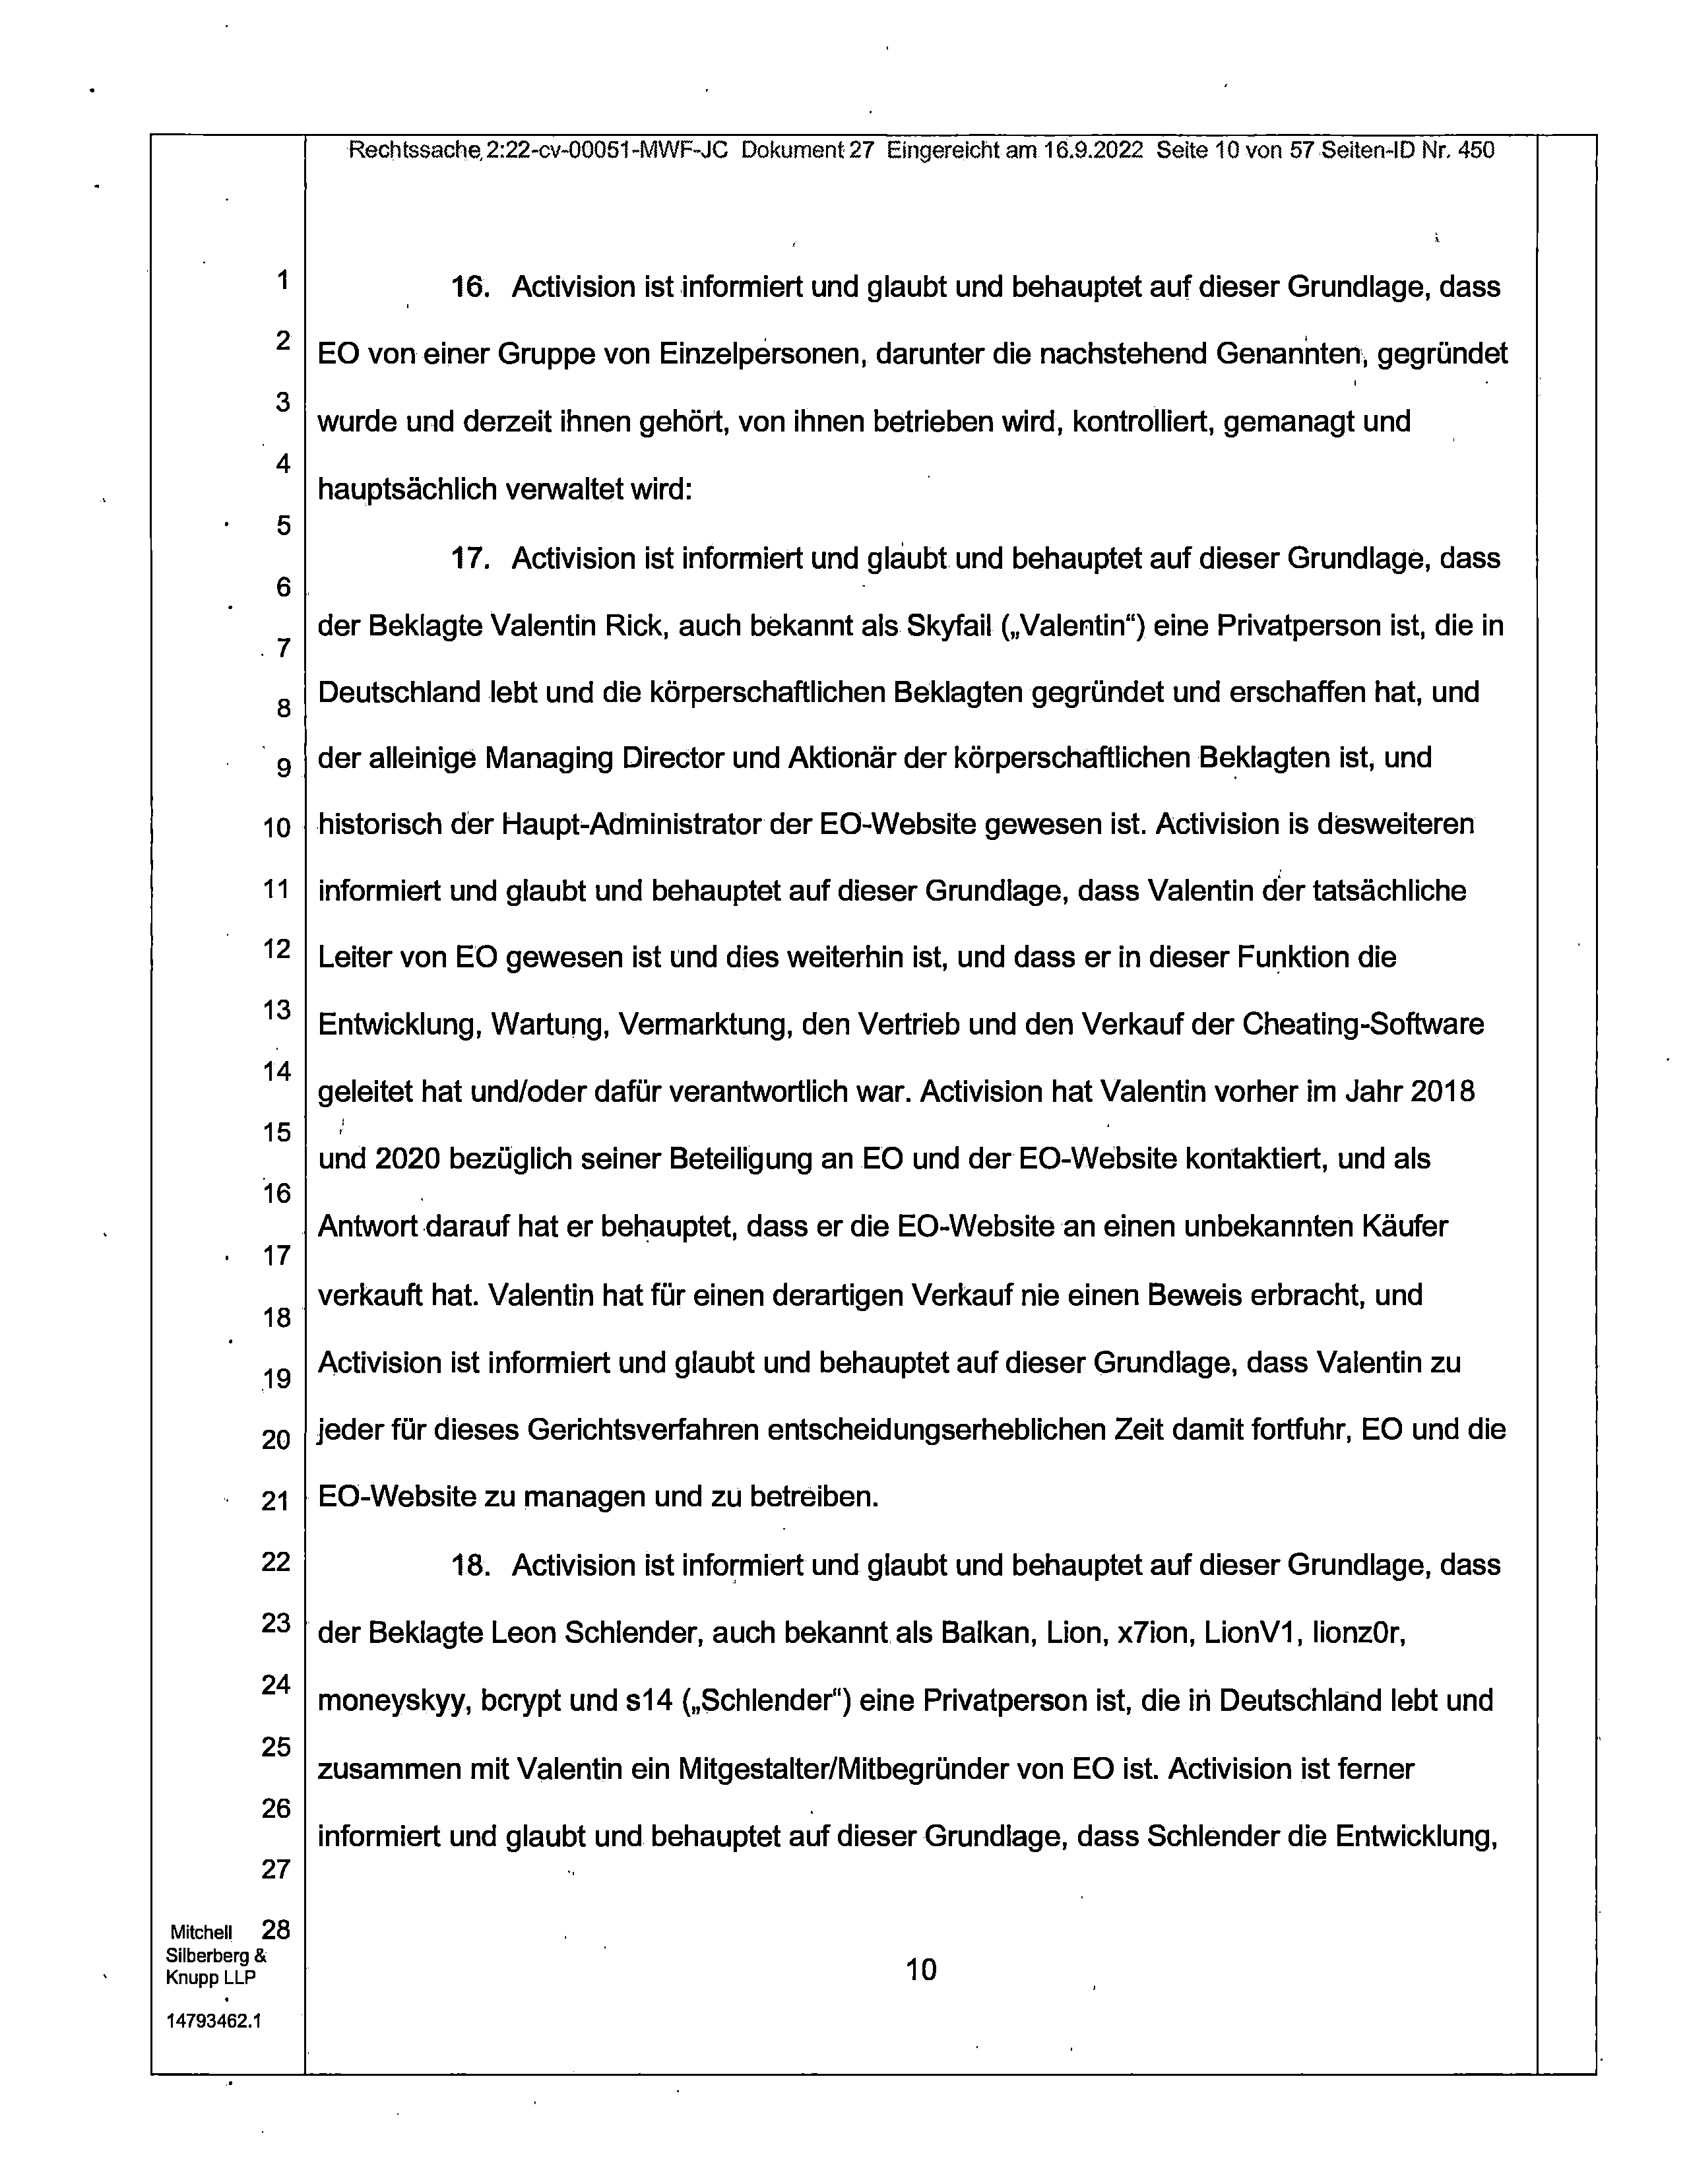 Rechtssache 2:22-cv-00051-MWF-JC Dokument 27 Eingereicht am 16.9.2022 Seite 10 von 57 Seiten-ID Nr. 450
1
16. Activision ist informiert und glaubt und behauptet auf dieser Grundlage, dass
2
EO von einer Gruppe von Einzelpersonen, darunter die nachstehend Genannten, gegründet
3
wurde und derzeit ihnen gehört, von ihnen betrieben wird, kontrolliert, gemanagt und
4
hauptsächlich verwaltet wird:
5
17. Activision ist informiert und glaubt und behauptet auf dieser Grundlage, dass
6
der Beklagte Valentin Rick, auch bekannt als Skyfail („Valentin“) eine Privatperson ist, die in
7
Deutschland lebt und die körperschaftlichen Beklagten gegründet und erschaffen hat, und
8
der alleinige Managing Director und Aktionär der körperschaftlichen Beklagten ist, und
9
10 historisch der Haupt-Administrator der EO-Website gewesen ist. Activision is desweiteren
11 informiert und glaubt und behauptet auf dieser Grundlage, dass Valentin der tatsächliche
12 Leiter von EO gewesen ist und dies weiterhin ist, und dass er in dieser Funktion die
13
Entwicklung, Wartung, Vermarktung, den Vertrieb und den Verkauf der Cheating-Software
14
geleitet hat und/oder dafür verantwortlich war. Activision hat Valentin vorher im Jahr 2018
15
und 2020 bezüglich seiner Beteiligung an EO und der EO-Website kontaktiert, und als
16
Antwort darauf hat er behauptet, dass er die EO-Website an einen unbekannten Käufer
17
verkauft hat. Valentin hat für einen derartigen Verkauf nie einen Beweis erbracht, und
18
Activision ist informiert und glaubt und behauptet auf dieser Grundlage, dass Valentin zu
19
20 jeder für dieses Gerichtsverfahren entscheidungserheblichen Zeit damit fortfuhr, EO und die
21 EO-Website zu managen und zu betreiben.
22 18. Activision ist informiert und glaubt und behauptet auf dieser Grundlage, dass
23 der Beklagte Leon Schlender, auch bekannt als Balkan, Lion, x7ion, LionV1, lionz0r,
24
moneyskyy, bcrypt und s14 („Schlender“) eine Privatperson ist, die in Deutschland lebt und
25
zusammen mit Valentin ein Mitgestalter/Mitbegründer von EO ist. Activision ist ferner
26
informiert und glaubt und behauptet auf dieser Grundlage, dass Schlender die Entwicklung,
27
Mitchell 28
Silberberg &
Knupp LLP
10
14793462.1